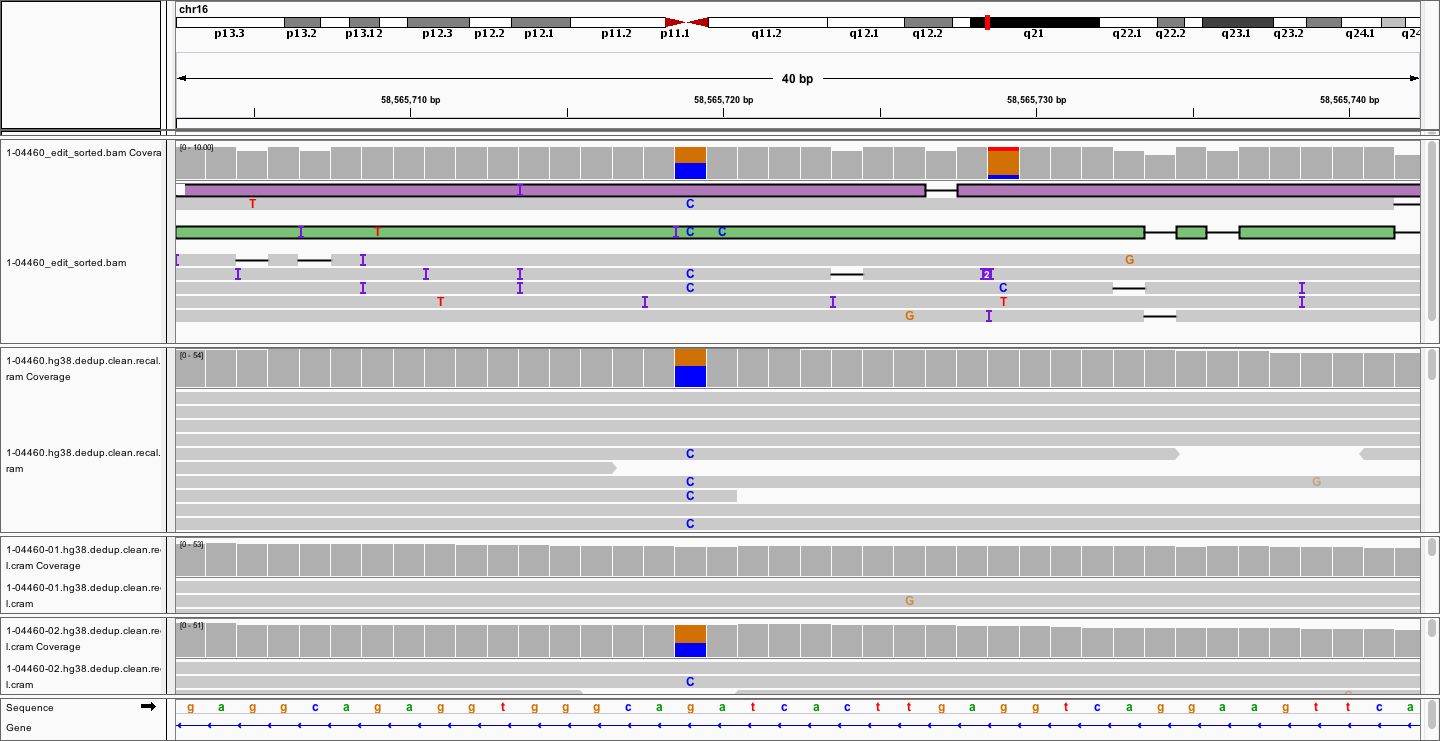 chr16
p13.3 p13.2 p13.12 p12.3 p12.2 p12.1 p11.2 p11.1 q11.2 q12.1 q12.2 q21 q22.1 q22.2 q23.1 q23.2 q24.1 q24
40 bp
58,565,710 bp 58,565,720 bp 58,565,730 bp 58,565,740 bp
1-04460_edit_sorted.bam Covera
[0 - 10.00]
I
T C
I T I C C
1-04460_edit_sorted.bam
I I G
I I I C 2
I I C C I
T I I T I
G I
1-04460.hg38.dedup.clean.recal.
ram Coverage
[0 - 54]
1-04460.hg38.dedup.clean.recal.
ram
C
C G
C
C
1-04460-01.hg38.dedup.clean.re
l.cram Coverage
[0 - 53]
1-04460-01.hg38.dedup.clean.re
l.cram
G
1-04460-02.hg38.dedup.clean.re
l.cram Coverage
[0 - 51]
1-04460-02.hg38.dedup.clean.re
l.cram
C
Sequence g a g g c a g a g g t g g g c a g a t c a c t t g a g g t c a g g a a g t t c a
Gene